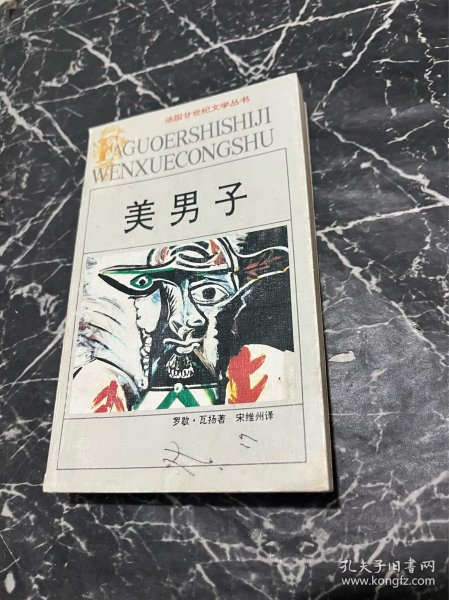 法国廿世纪文学丛书
FAGUOERSHISHIJI
WENXUECONGSHU
美男子
罗歇·瓦扬著 宋维州译
17
孔夫子旧书网
www.kongfz.com